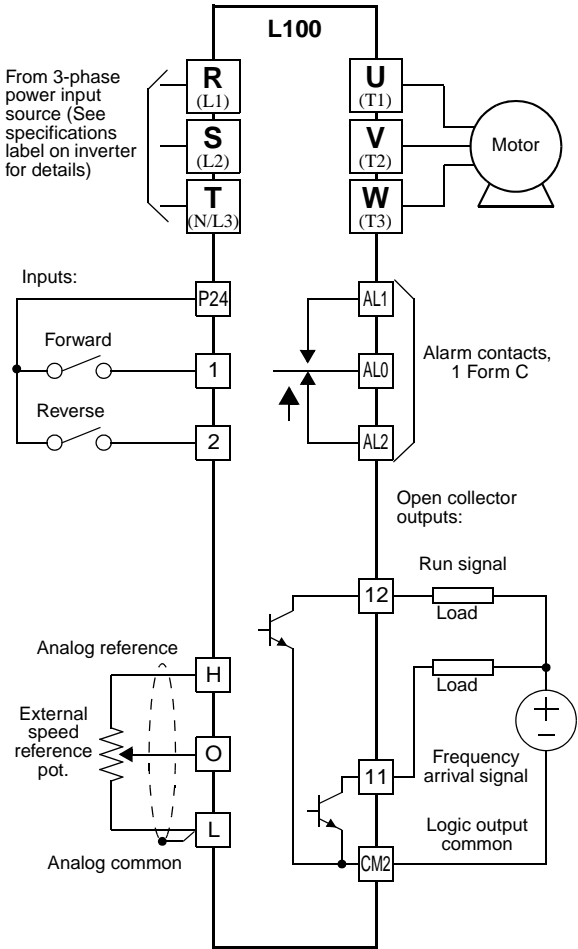 L100
From 3-phase
power input
source (See
specifications
label on inverter
for details)
R
(L1)
S
(L2)
T
(N/L3)
U
(T1)
V
(T2)
W
(T3)
Motor
Inputs:
P24
Forward
1
Reverse
2
AL1
AL0
AL2
Alarm contacts,
1 Form C
Open collector
outputs:
Run signal
12
Load
Load
+
–
Frequency
arrival signal
11
Logic output
common
CM2
Analog reference
H
External
speed
reference
pot.
O
L
Analog common